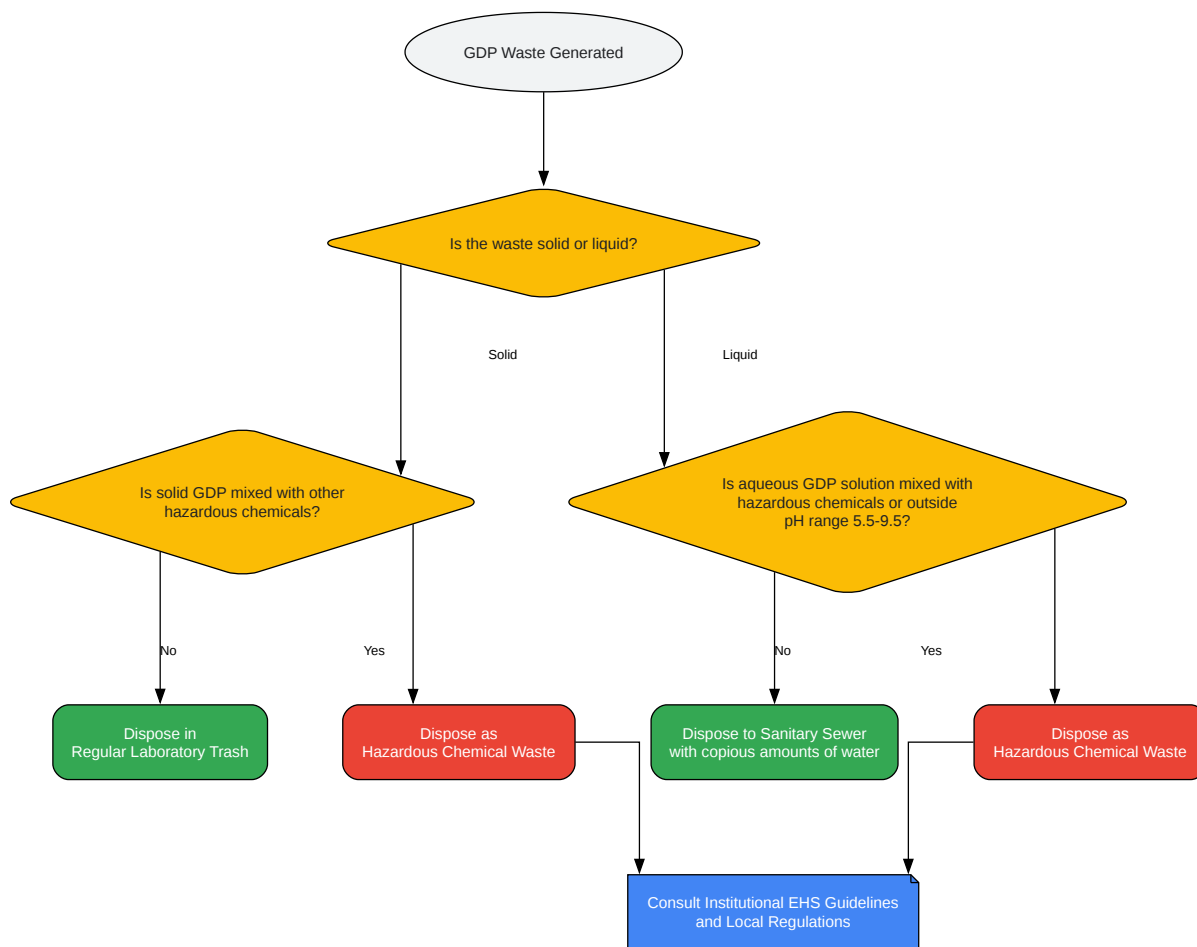 GDP Waste Generated
Is the waste solid or liquid?
Solid
Liquid
Is solid GDP mixed with other
hazardous chemicals?
Is aqueous GDP solution mixed with
hazardous chemicals or outside
pH range 5.5-9.5?
No
Yes
No
Yes
Dispose in
Regular Laboratory Trash
Dispose as
Hazardous Chemical Waste
Dispose to Sanitary Sewer
with copious amounts of water
Dispose as
Hazardous Chemical Waste
Consult Institutional EHS Guidelines
and Local Regulations